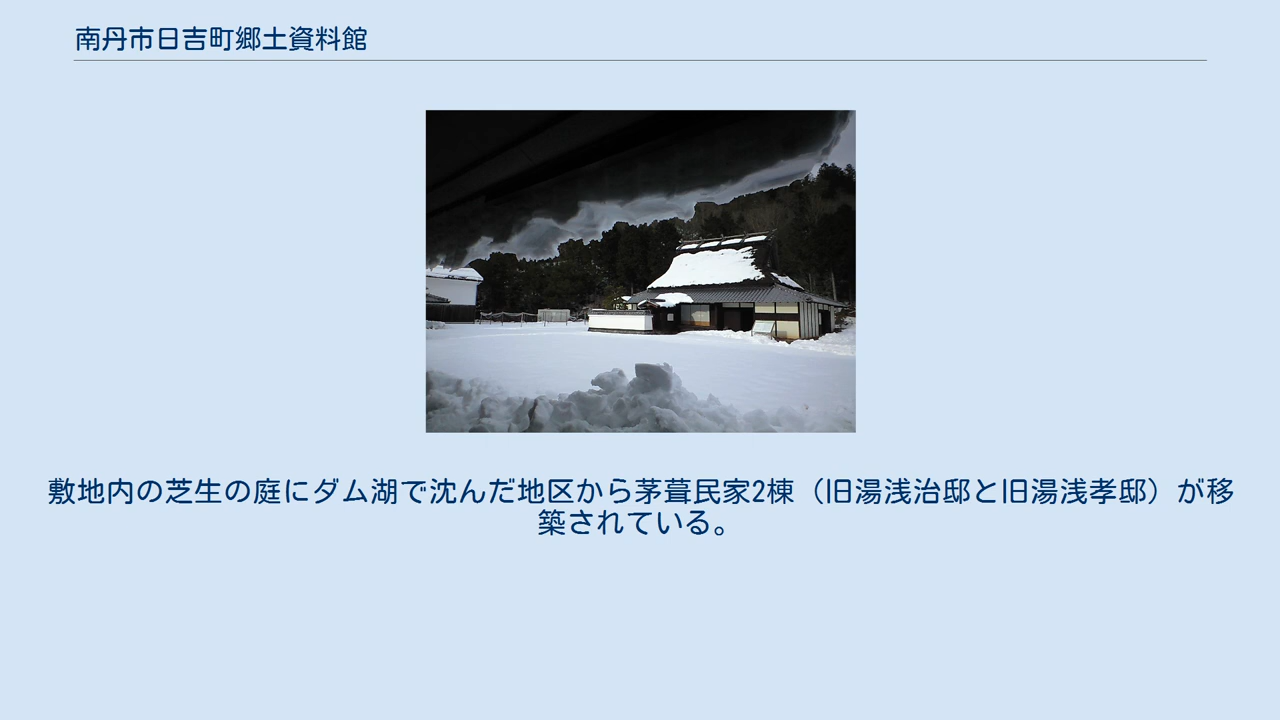 南丹市日吉町郷土資料館
敷地内の芝生の庭にダム湖で沈んだ地区から茅葺民家2棟（旧湯浅治邸と旧湯浅孝邸）が移
築されている。